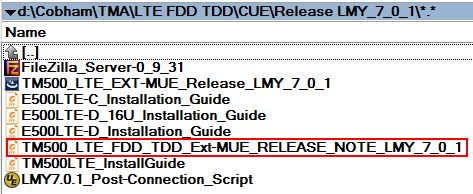 d:\Cobham\TMA\LTE FDD TDD\CUE\Release LMY_7_0_1\*.*
Name
[..]
FileZilla_Server-0_9_31
TM500_LTE_EXT-MUE_Release_LMY_7_0_1
E500LTE-C_Installation_Guide
E500LTE-D_16U_Installation_Guide
E500LTE-D_Installation_Guide
TM500_LTE_FDD_TDD_Ext-MUE_RELEASE_NOTE_LMY_7_0_1
TM500LTE_InstallGuide
LMY7.0.1_Post-Connection_Script